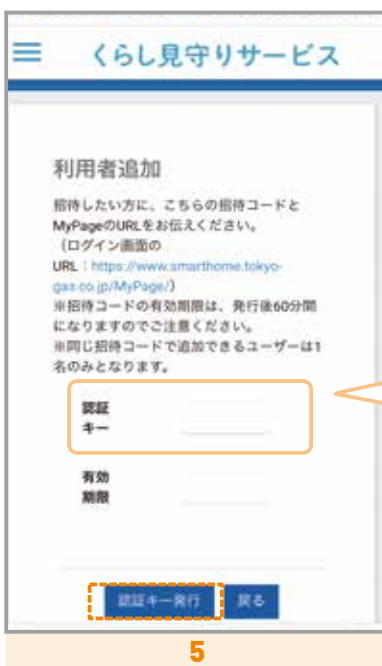 くらし見守りサービス
利用者追加
招待したい方に、こちらの招待コードと
MyPageのURLをお伝えください。
（ログイン画面の
URL：https://www.smarthome.tokyo-
gas.co.jp/MyPage/)
※招待コードの有効期限は、発行後60分間
になりますのでご注意ください。
※同じ招待コードで追加できるユーザーは1
名のみとなります。
認証
キー
有効
期限
認証キー発行 戻る
5